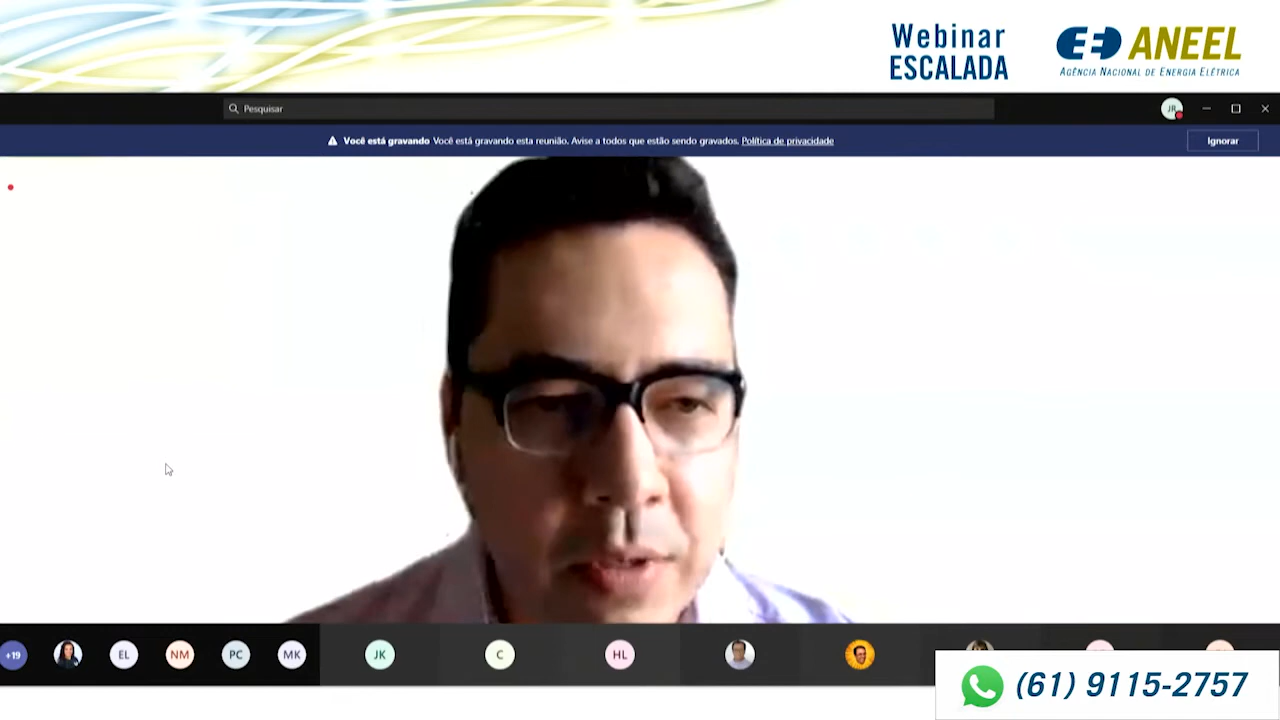 Webinar
ESCALADA
ANEEL
AGÊNCIA NACIONAL DE ENERGIA ELÉTRICA
Pesquisar
JR
Você está gravando Você está gravando esta reunião. Avise a todos que estão sendo gravados. Política de privacidade
Ignorar
+19
EL
NM
PC
MK
JK
C
HL
(61) 9115-2757